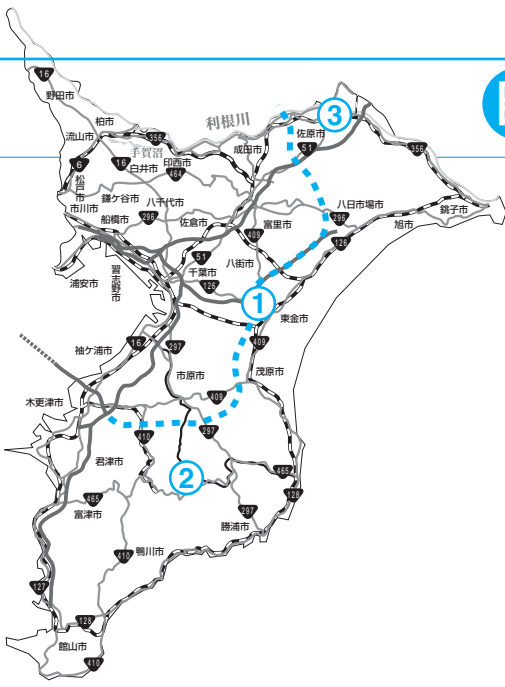 16
野田市
柏市
流山市
356
利根川
手賀沼
6
16
白井市
印西市
464
成田市
3
佐原市
51
356
松戸市
市川市
鎌ケ谷市
八千代市
船橋市
296
佐倉市
富里市
八日市場市
296
銚子市
旭市
409
126
浦安市
習志野市
51
千葉市
126
八街市
1
東金市
袖ケ浦市
16
297
409
市原市
茂原市
木更津市
409
410
297
君津市
2
465
465
128
富津市
297
勝浦市
410
鴨川市
127
128
館山市
410